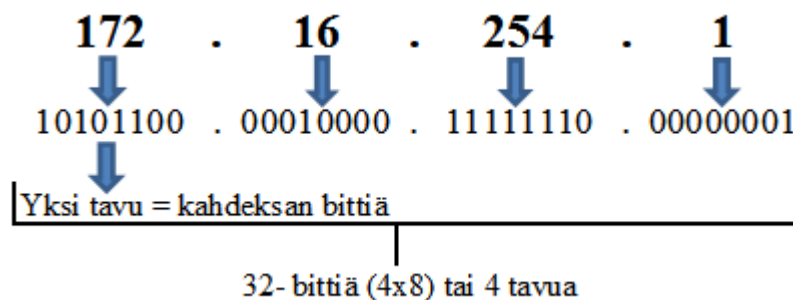 172 . 16 . 254 . 1
10101100 . 00010000 . 11111110 . 00000001
Yksi tavu = kahdeksan bittiä
32- bittiä (4x8) tai 4 tavua